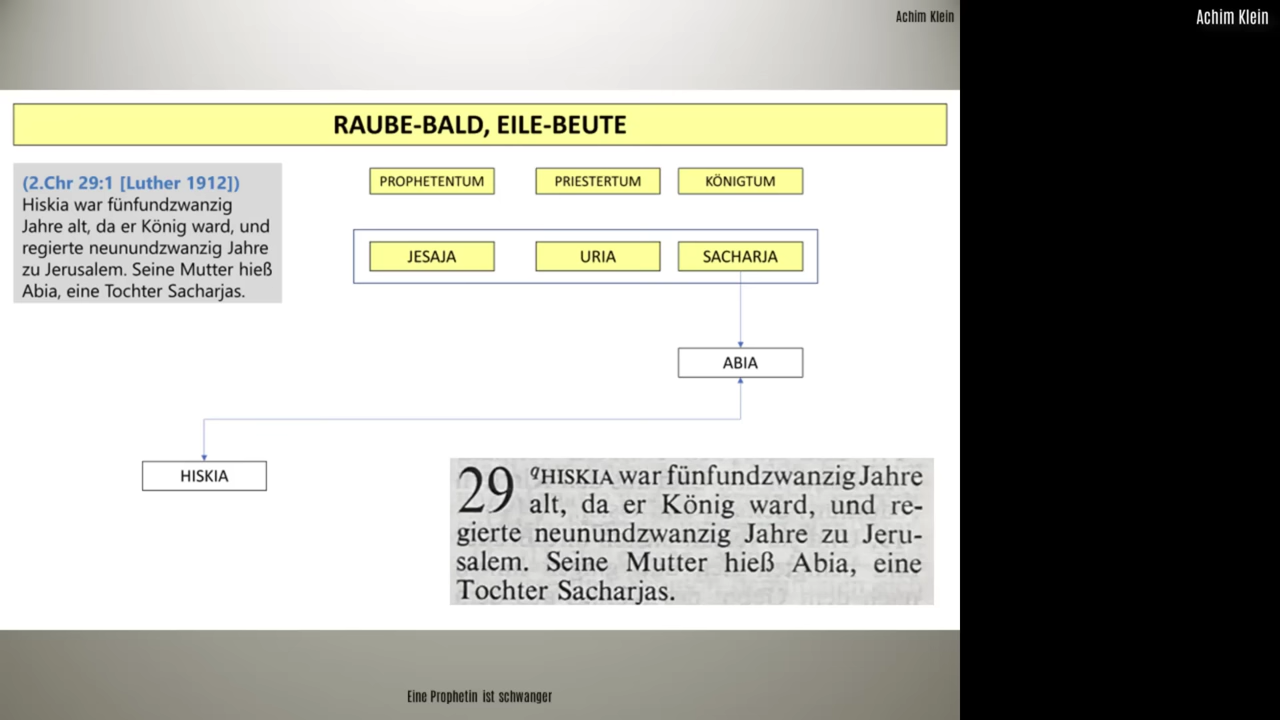 Achim Klein
Achim Klein
RAUBE-BALD, EILE-BEUTE
(2.Chr 29:1 [Luther 1912])
Hiskia war fünfundzwanzig
Jahre alt, da er König ward, und
regierte neunundzwanzig Jahre
zu Jerusalem. Seine Mutter hieß
Abia, eine Tochter Sacharjas.
PROPHETENTUM
PRIESTERTUM
KÖNIGTUM
JESAJA
URIA
SACHARJA
ABIA
HISKIA
29 qHISKIA war fünfundzwanzig Jahre
alt, da er König ward, und re-
gierte neunundzwanzig Jahre zu Jeru-
salem. Seine Mutter hieß Abia, eine
Tochter Sacharjas.
Eine Prophetin ist schwanger